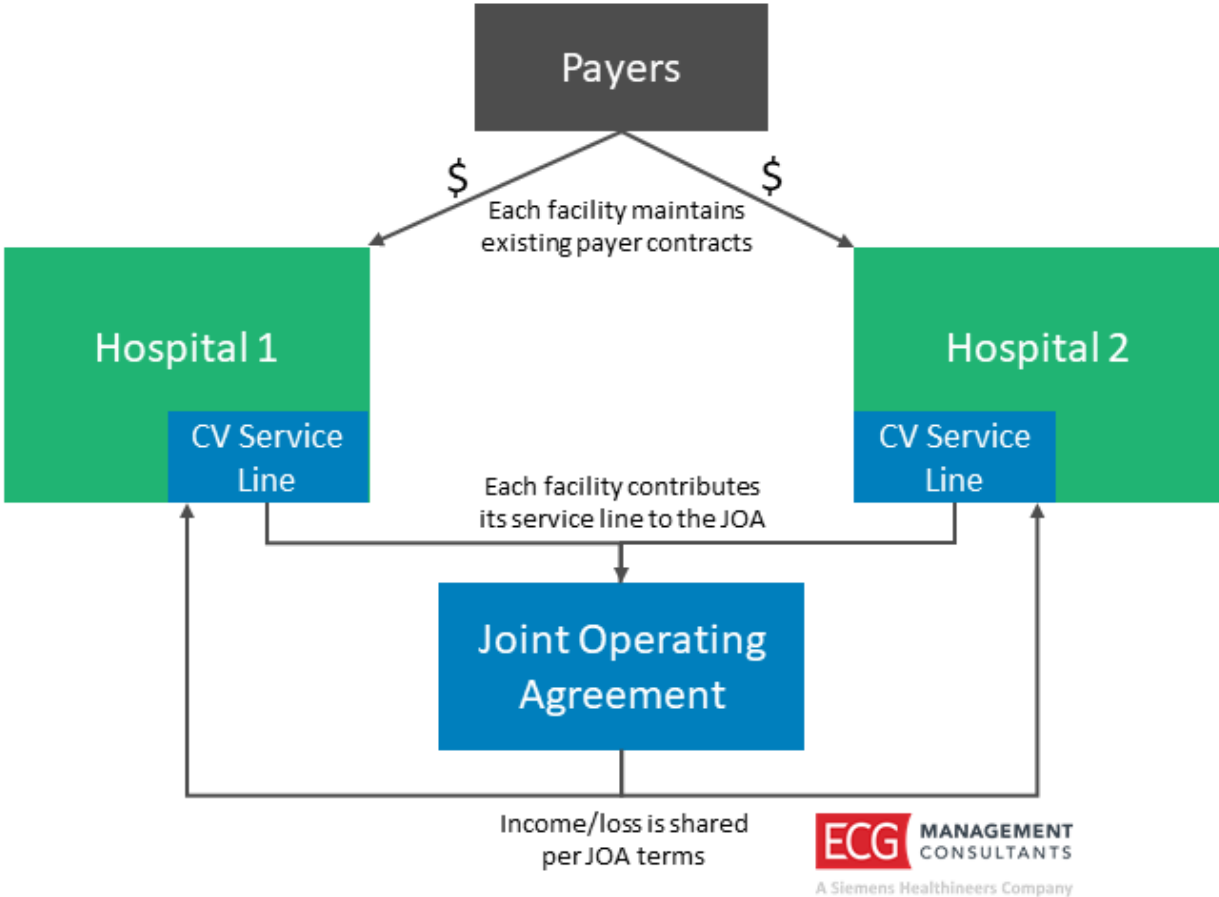 Payers
$
$
Each facility maintains
existing payer contracts
Hospital 1
Hospital 2
CV Service
Line
CV Service
Line
Each facility contributes
its service line to the JOA
Joint Operating
Agreement
Income/loss is shared
per JOA terms
ECG MANAGEMENT
CONSULTANTS
A Siemens Healthineers Company